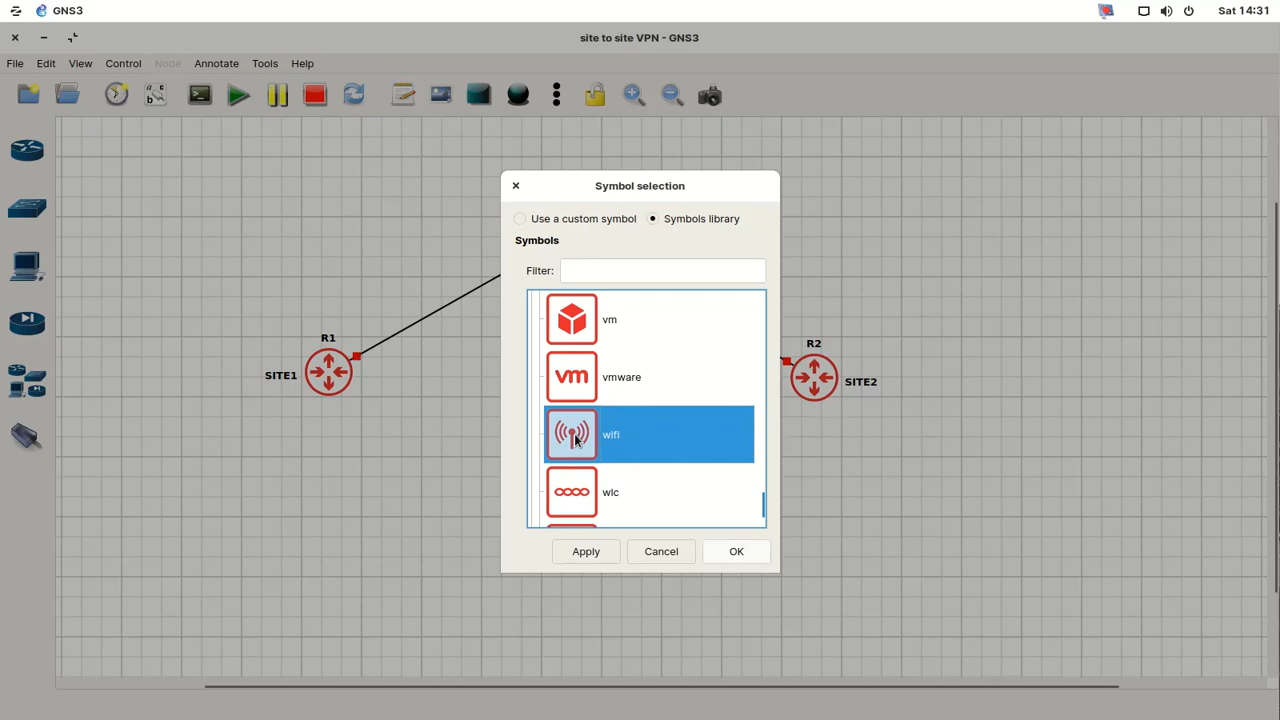 GNS3
Sat 14:31
site to site VPN - GNS3
File Edit View Control Node Annotate Tools Help
a c
b
Symbol selection
Use a custom symbol Symbols library
Symbols
Filter:
vm
vm vmware
wifi
wlc
Apply Cancel OK
R1
SITE1
R2
SITE2